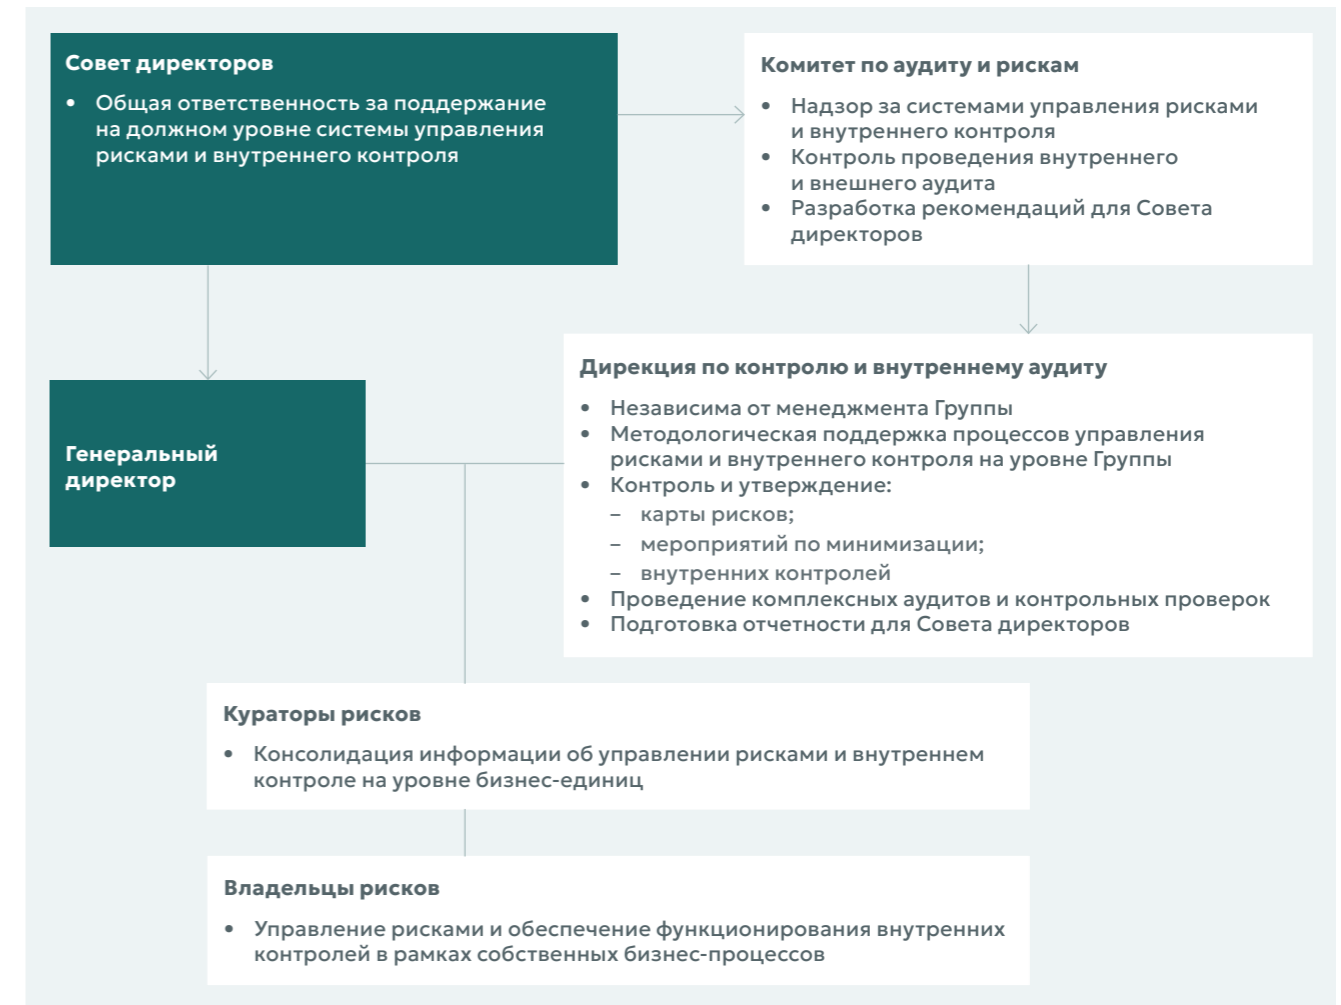 Совет директоров
• Общая ответственность за поддержание
на должном уровне системы управления
рисками и внутреннего контроля
Комитет по аудиту и рискам
• Надзор за системами управления рисками
и внутреннего контроля
• Контроль проведения внутреннего
и внешнего аудита
• Разработка рекомендаций для Совета
директоров
Генеральный
директор
Дирекция по контролю и внутреннему аудиту
• Независима от менеджмента Группы
• Методологическая поддержка процессов управления
рисками и внутреннего контроля на уровне Группы
• Контроль и утверждение:
– карты рисков;
– мероприятий по минимизации;
– внутренних контролей
• Проведение комплексных аудитов и контрольных проверок
• Подготовка отчетности для Совета директоров
Кураторы рисков
• Консолидация информации об управлении рисками и внутреннем
контроле на уровне бизнес-единиц
Владельцы рисков
• Управление рисками и обеспечение функционирования внутренних
контролей в рамках собственных бизнес-процессов